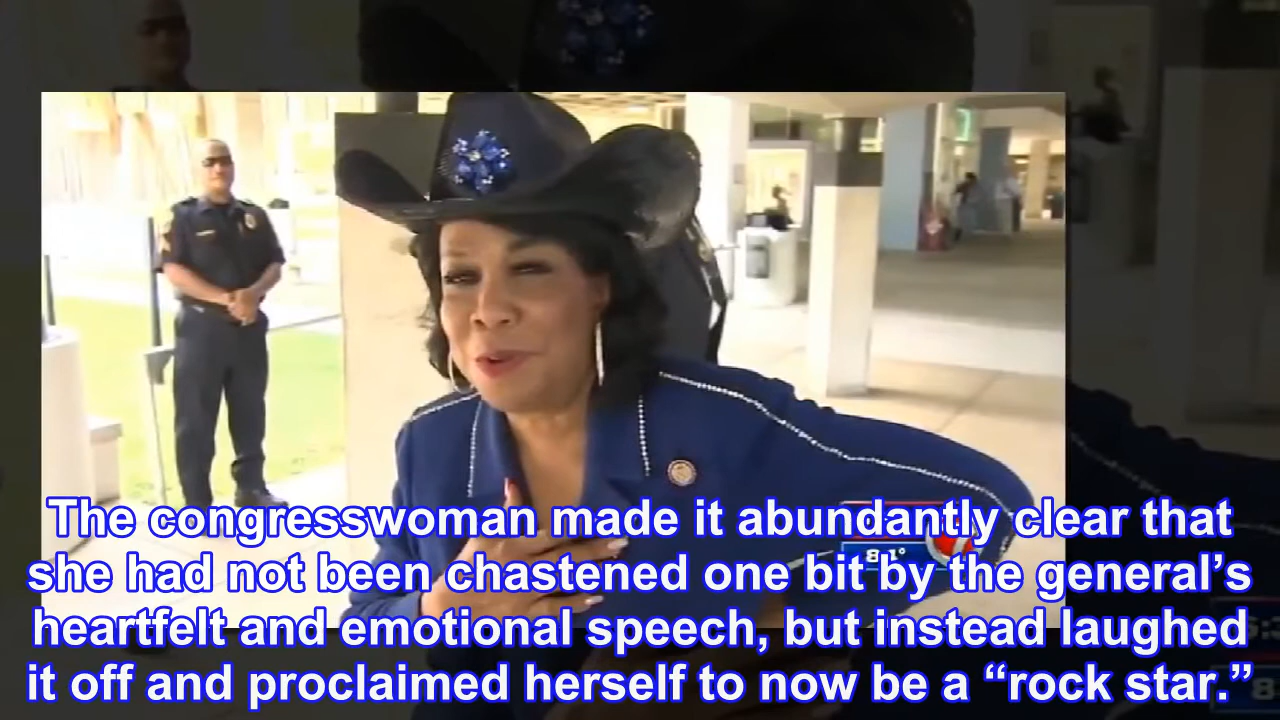 The congresswoman made it abundantly clear that
she had not been chastened one bit by the general’s
heartfelt and emotional speech, but instead laughed
it off and proclaimed herself to now be a “rock star.”